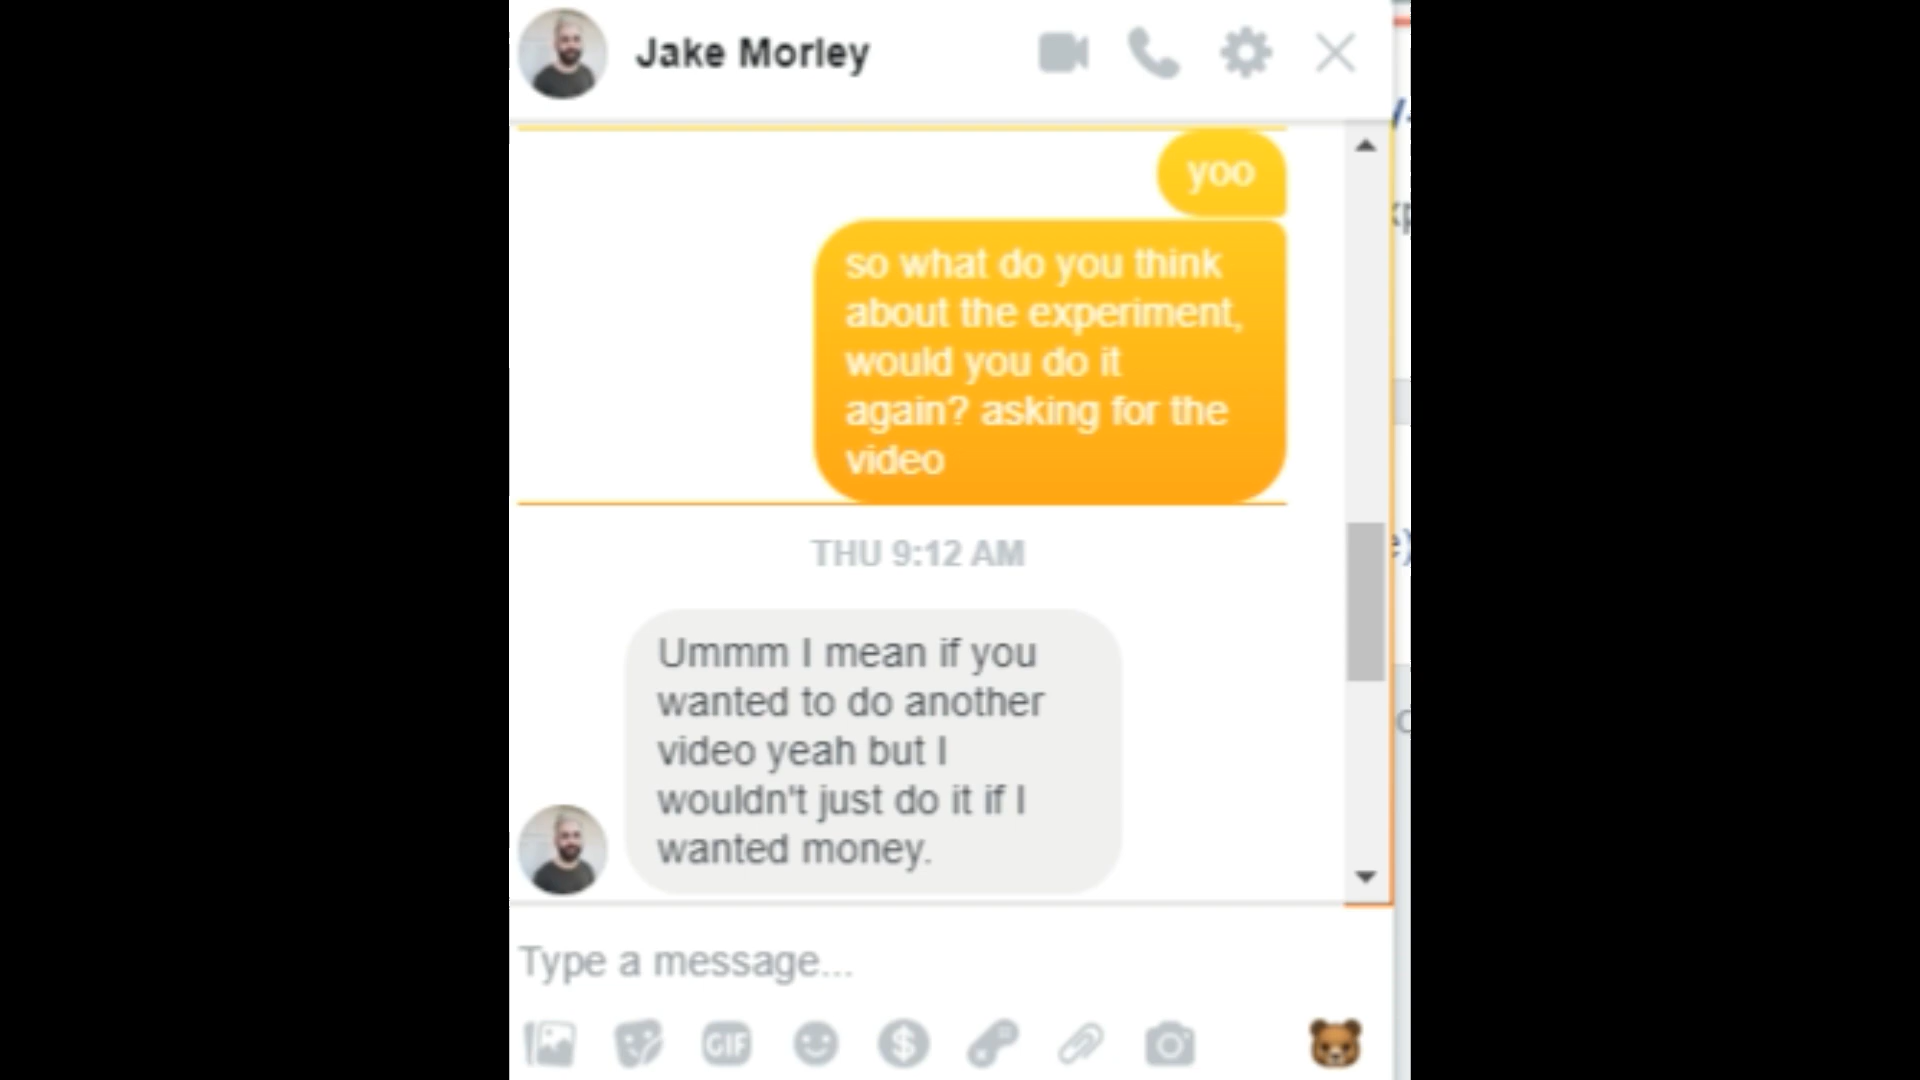 Jake Morley
yoo
so what do you think
about the experiment,
would you do it
again? asking for the
video
THU 9:12 AM
Ummm I mean if you
wanted to do another
video yeah but I
wouldn't just do it if I
wanted money.
Type a message...
GIF